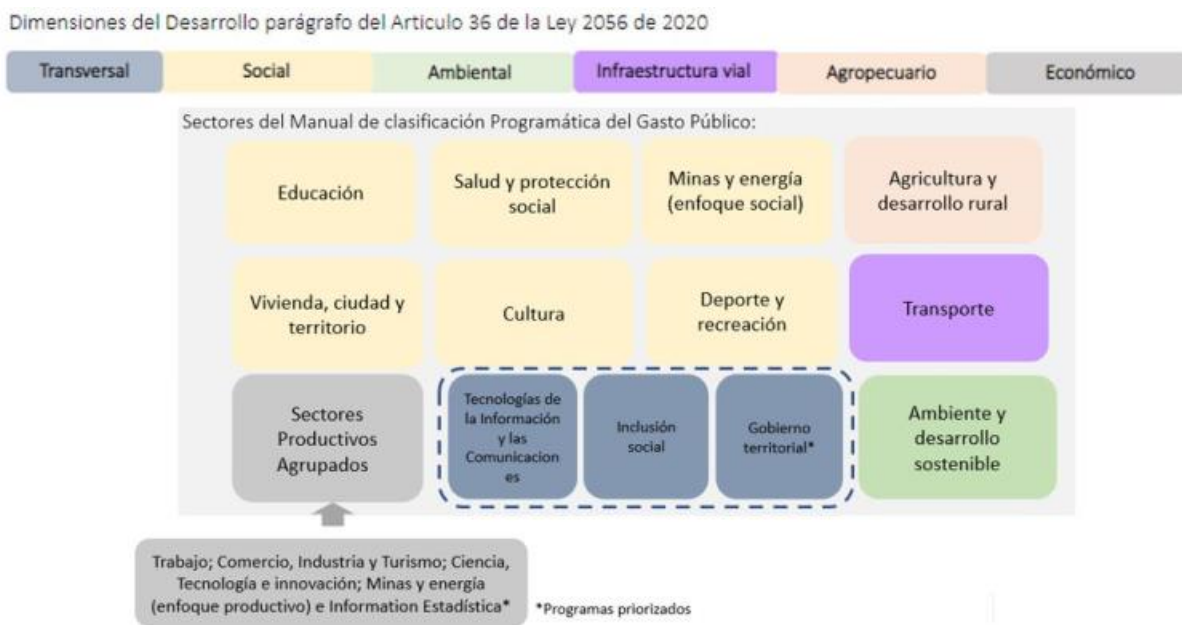 Dimensiones del Desarrollo parágrafo del Articulo 36 de la Ley 2056 de 2020
Transversal
Social
Ambiental
Infraestructura vial
Agropecuario
Económico
Sectores del Manual de clasificación Programática del Gasto Público:
Educación
Salud y protección
social
Minas y energía
(enfoque social)
Agricultura y
desarrollo rural
Vivienda, ciudad y
territorio
Cultura
Deporte y
recreación
Transporte
Sectores
Productivos
Agrupados
Tecnologías de
la Información
y las
Comunicacion
es
Inclusión
social
Gobierno
territorial*
Ambiente y
desarrollo
sostenible
Trabajo; Comercio, Industria y Turismo; Ciencia,
Tecnología e innovación; Minas y energía
(enfoque productivo) e Information Estadística*
*Programas priorizados